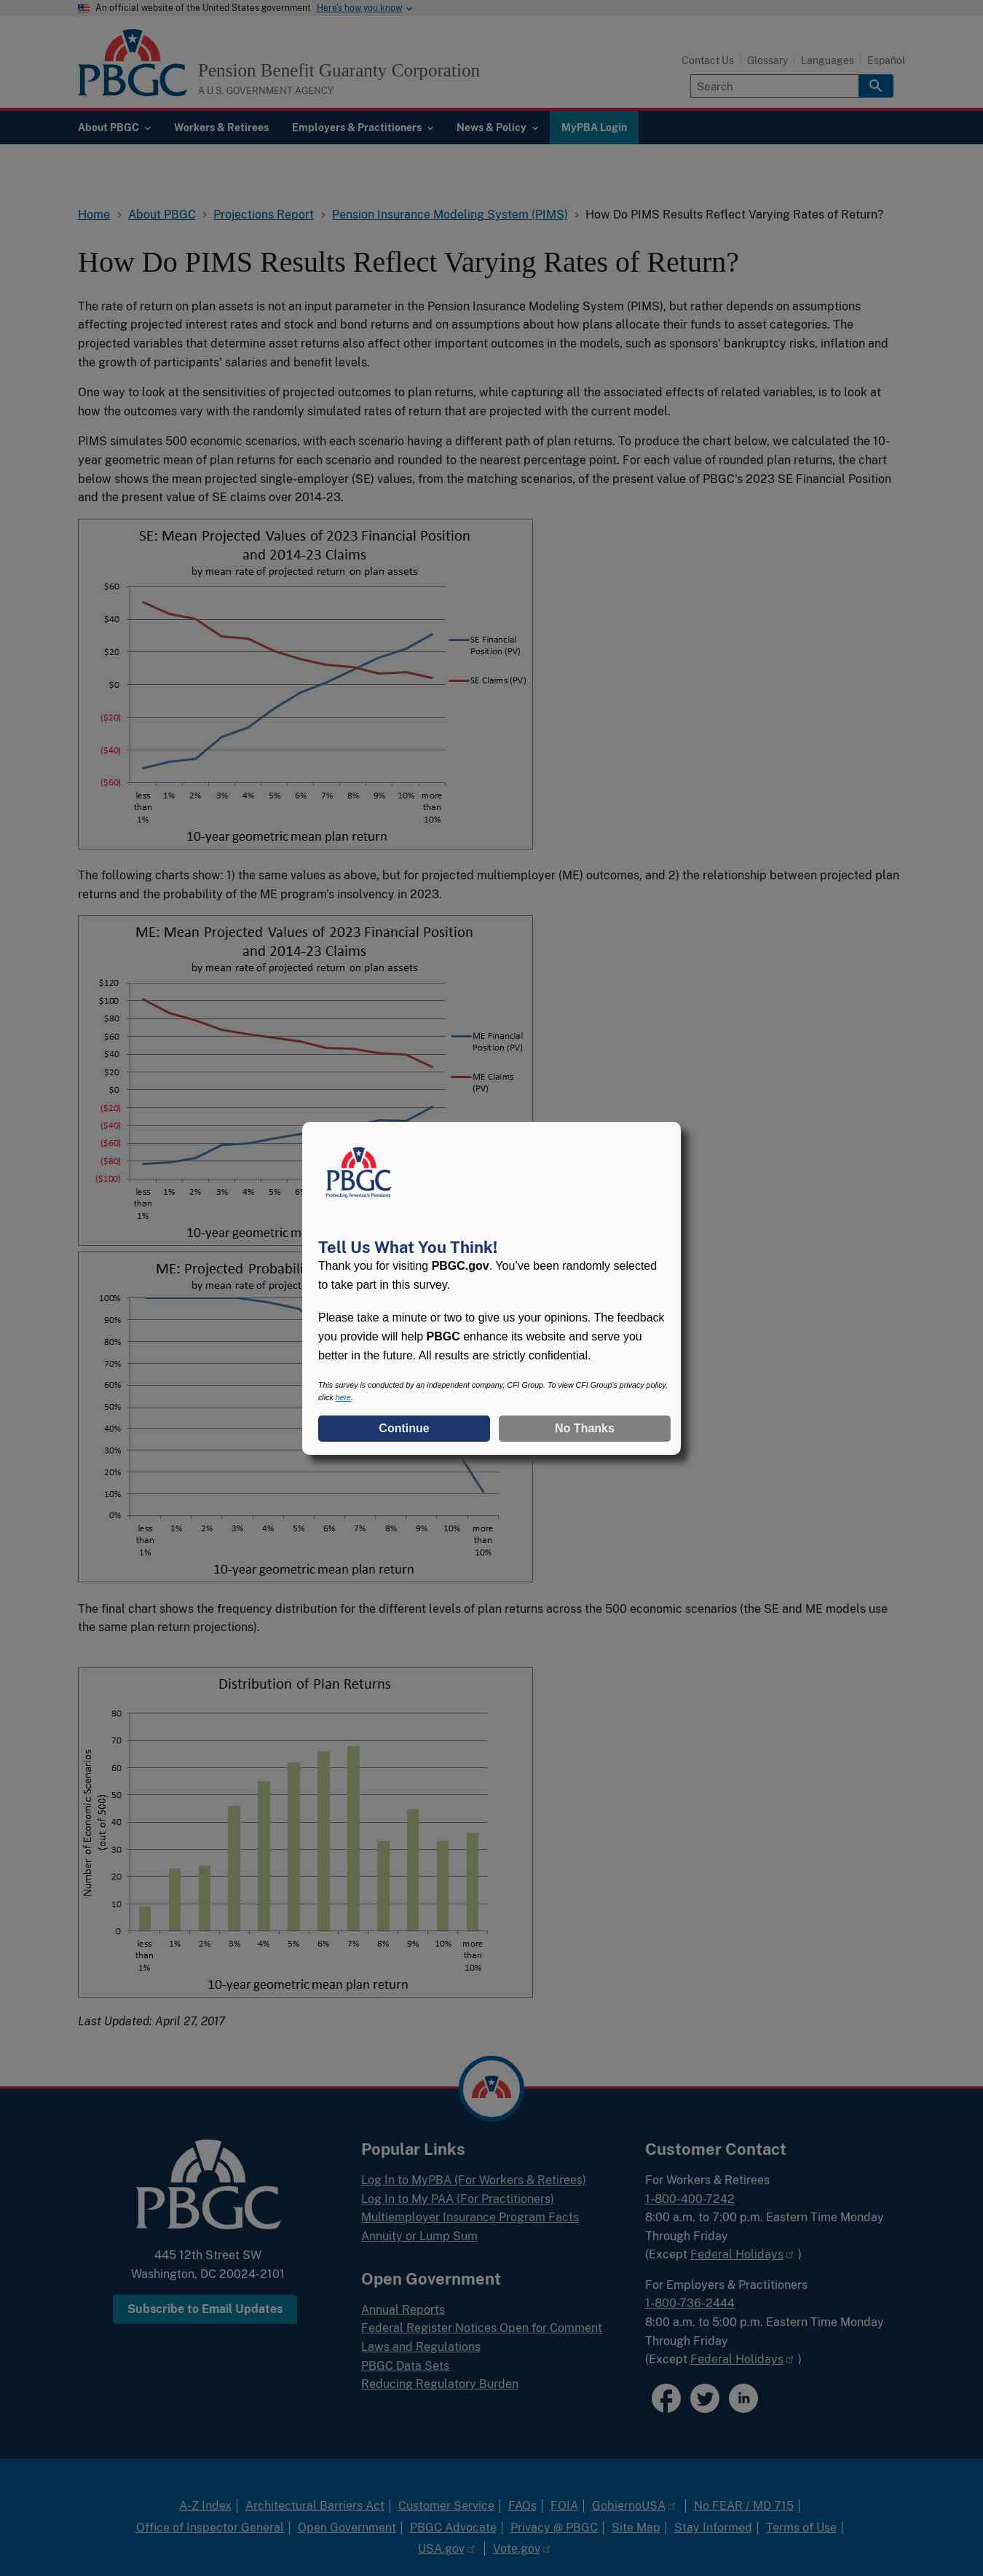 An official website of the United States government Here's how you know
PBGC
Pension Benefit Guaranty Corporation
A U.S. GOVERNMENT AGENCY
Contact Us Glossary Languages Español
Search
About PBGC Workers & Retirees Employers & Practitioners News & Policy MyPBA Login
Home > About PBGC > Projections Report > Pension Insurance Modeling System (PIMS) > How Do PIMS Results Reflect Varying Rates of Return?
How Do PIMS Results Reflect Varying Rates of Return?
The rate of return on plan assets is not an input parameter in the Pension Insurance Modeling System (PIMS), but rather depends on assumptions
affecting projected interest rates and stock and bond returns and on assumptions about how plans allocate their funds to asset categories. The
projected variables that determine asset returns also affect other important outcomes in the models, such as sponsors' bankruptcy risks, inflation and
the growth of participants' salaries and benefit levels.
One way to look at the sensitivities of projected outcomes to plan returns, while capturing all the associated effects of related variables, is to look at
how the outcomes vary with the randomly simulated rates of return that are projected with the current model.
PIMS simulates 500 economic scenarios, with each scenario having a different path of plan returns. To produce the chart below, we calculated the 10-
year geometric mean of plan returns for each scenario and rounded to the nearest percentage point. For each value of rounded plan returns, the chart
below shows the mean projected single-employer (SE) values, from the matching scenarios, of the present value of PBGC's 2023 SE Financial Position
and the present value of SE claims over 2014-23.
SE: Mean Projected Values of 2023 Financial Position
and 2014-23 Claims
by mean rate of projected return on plan assets
$60
$40
$20
$0
($20)
($40)
($60)
SE Financial
Position (PV)
SE Claims (PV)
less 1% 2% 3% 4% 5% 6% 7% 8% 9% 10% more
than than
1% 10%
10-year geometric mean plan return
The following charts show: 1) the same values as above, but for projected multiemployer (ME) outcomes, and 2) the relationship between projected plan
returns and the probability of the ME program's insolvency in 2023.
ME: Mean Projected Values of 2023 Financial Position
and 2014-23 Claims
by mean rate of projected return on plan assets
$120
$100
$80
$60
$40
$20
$0
($20)
($40)
($60)
($80)
($100)
ME Financial
Position (PV)
ME Claims
(PV)
less 1% 2% 3% 4% 5%
than
1%
10-year geometric
ME: Projected
by mean rate of
100%
90%
80%
70%
60%
50%
40%
30%
20%
10%
0%
less 1% 2% 3% 4% 5% 6% 7% 8% 9% 10% more
than than
1% 10%
10-year geometric mean plan return
PBGC
Protecting America's Pensions
Tell Us What You Think!
Thank you for visiting PBGC.gov. You've been randomly selected
to take part in this survey.
Please take a minute or two to give us your opinions. The feedback
you provide will help PBGC enhance its website and serve you
better in the future. All results are strictly confidential.
This survey is conducted by an independent company, CFI Group. To view CFI Group's privacy policy,
click here.
Continue No Thanks
The final chart shows the frequency distribution for the different levels of plan returns across the 500 economic scenarios (the SE and ME models use
the same plan return projections).
Distribution of Plan Returns
Number of Economic Scenarios
(out of 500)
80
70
60
50
40
30
20
10
0
less 1% 2% 3% 4% 5% 6% 7% 8% 9% 10% more
than than
1% 10%
10-year geometric mean plan return
Last Updated: April 27, 2017
PBGC
445 12th Street SW
Washington, DC 20024-2101
Subscribe to Email Updates
Popular Links
Log In to MyPBA (For Workers & Retirees)
Log In to My PAA (For Practitioners)
Multiemployer Insurance Program Facts
Annuity or Lump Sum
Open Government
Annual Reports
Federal Register Notices Open for Comment
Laws and Regulations
PBGC Data Sets
Reducing Regulatory Burden
Customer Contact
For Workers & Retirees
1-800-400-7242
8:00 a.m. to 7:00 p.m. Eastern Time Monday
Through Friday
(Except Federal Holidays )
For Employers & Practitioners
1-800-736-2444
8:00 a.m. to 5:00 p.m. Eastern Time Monday
Through Friday
(Except Federal Holidays )
in
A-Z Index | Architectural Barriers Act | Customer Service | FAQs | FOIA | GobiernoUSA | No FEAR / MD 715 |
Office of Inspector General | Open Government | PBGC Advocate | Privacy @ PBGC | Site Map | Stay Informed | Terms of Use |
USA.gov | Vote.gov